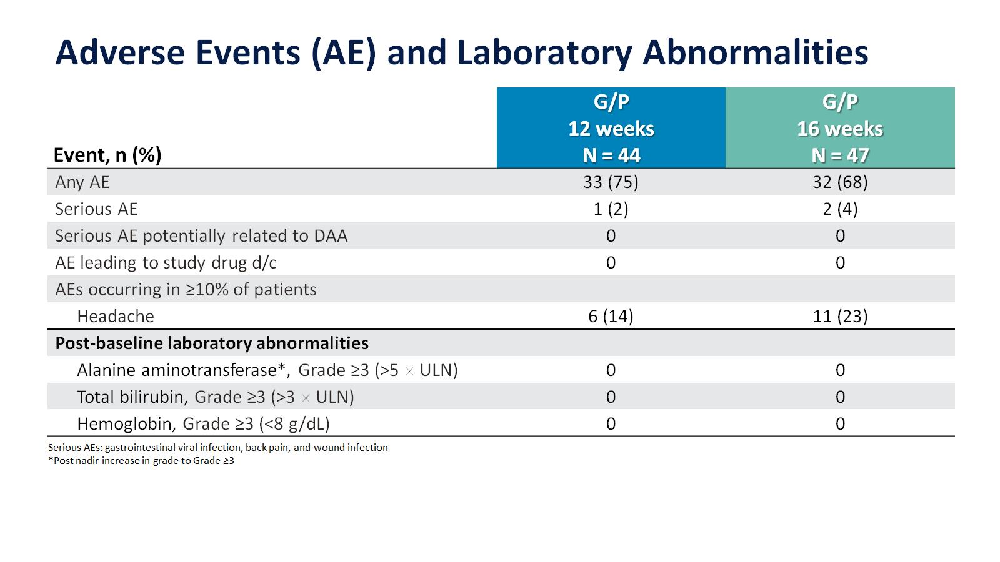 Adverse Events (AE) and Laboratory Abnormalities
Event, n (%)
G/P
12 weeks
N = 44
G/P
16 weeks
N = 47
Any AE 33 (75) 32 (68)
Serious AE 1 (2) 2 (4)
Serious AE potentially related to DAA 0 0
AE leading to study drug d/c 0 0
AEs occurring in ≥10% of patients
Headache 6 (14) 11 (23)
Post-baseline laboratory abnormalities
Alanine aminotransferase*, Grade ≥3 (>5 × ULN) 0 0
Total bilirubin, Grade ≥3 (>3 × ULN) 0 0
Hemoglobin, Grade ≥3 (<8 g/dL) 0 0
Serious AEs: gastrointestinal viral infection, back pain, and wound infection
*Post nadir increase in grade to Grade ≥3